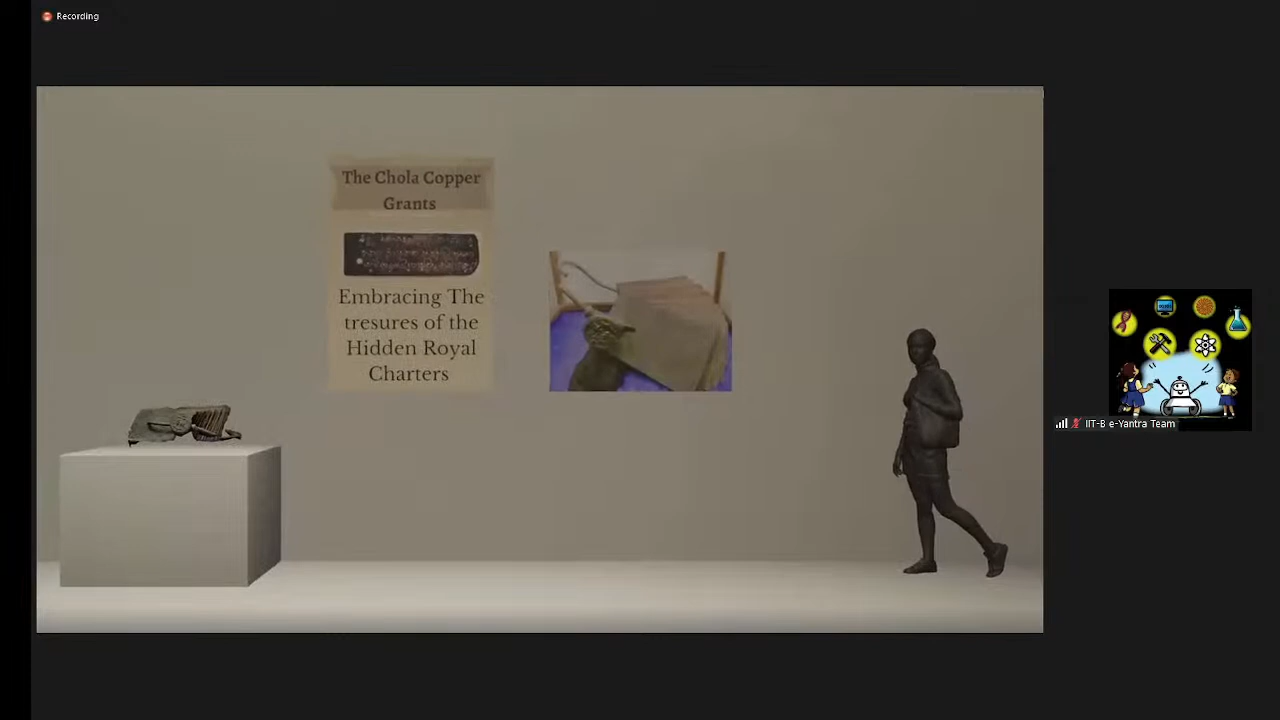 Recording
The Chola Copper
Grants
Embracing The
tresures of the
Hidden Royal
Charters
IIT-B e-Yantra Team